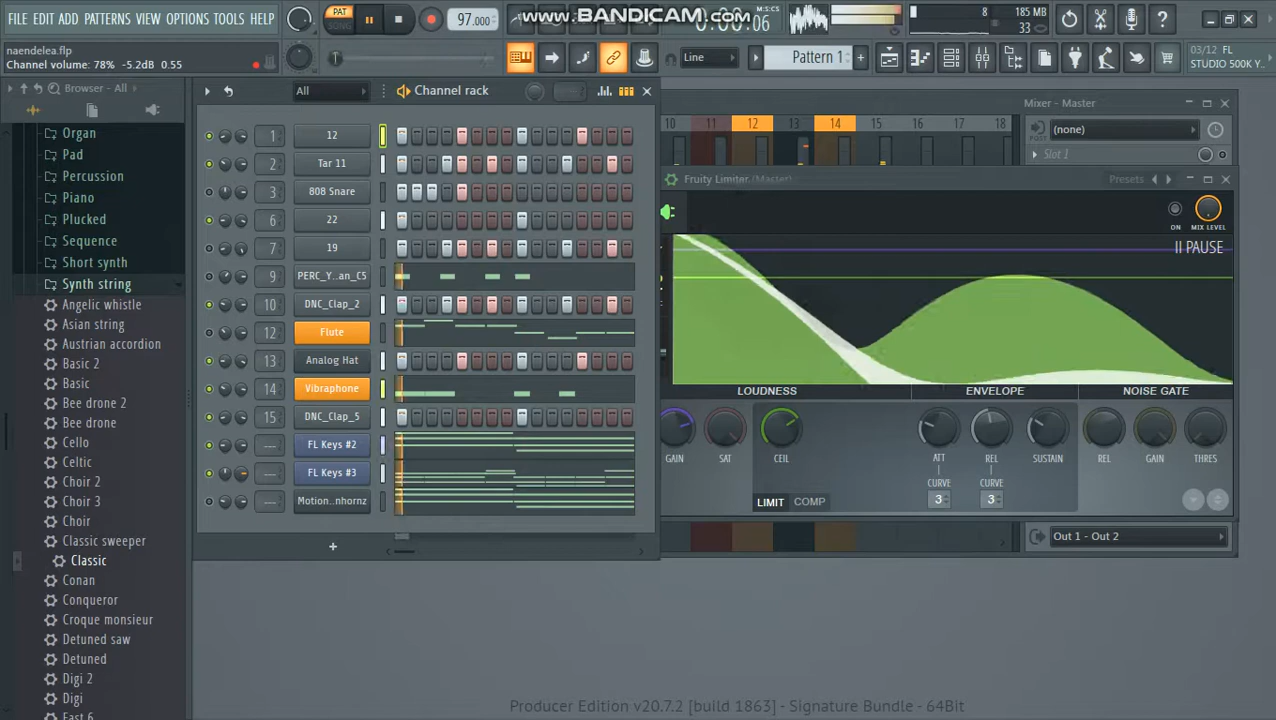 FILE EDIT ADD PATTERNS VIEW OPTIONS TOOLS HELP
PAT
SONG
97.000
www.BANDICAM.com
M:S:CS
0:00:06
8
185 MB
33
naendelea.flp
Channel volume: 78% -5.2dB 0.55
Line
Pattern 1
03/12 FL
STUDIO 500K Y...
Browser - All
Organ
Pad
Percussion
Piano
Plucked
Sequence
Short synth
Synth string
Angelic whistle
Asian string
Austrian accordion
Basic 2
Basic
Bee drone 2
Bee drone
Cello
Celtic
Choir 2
Choir 3
Choir
Classic sweeper
Classic
Conan
Conqueror
Croque monsieur
Detuned saw
Detuned
Digi 2
Digi
East 6
All
Channel rack
1 12
2 Tar 11
3 808 Snare
6 22
7 19
9 PERC_Y...an_C5
10 DNC_Clap_2
12 Flute
13 Analog Hat
14 Vibraphone
15 DNC_Clap_5
--- FL Keys #2
--- FL Keys #3
--- Motion...nhornz
+
10 11 12 13 14 15 16 17 18
Mixer - Master
(none)
POST
Slot 1
Fruity Limiter (Master)
Presets
ON
MIX LEVEL
II PAUSE
LOUDNESS
ENVELOPE
NOISE GATE
GAIN
SAT
CEIL
ATT
REL
SUSTAIN
REL
GAIN
THRES
CURVE
3
CURVE
3
LIMIT
COMP
Out 1 - Out 2
Producer Edition v20.7.2 [build 1863] - Signature Bundle - 64Bit